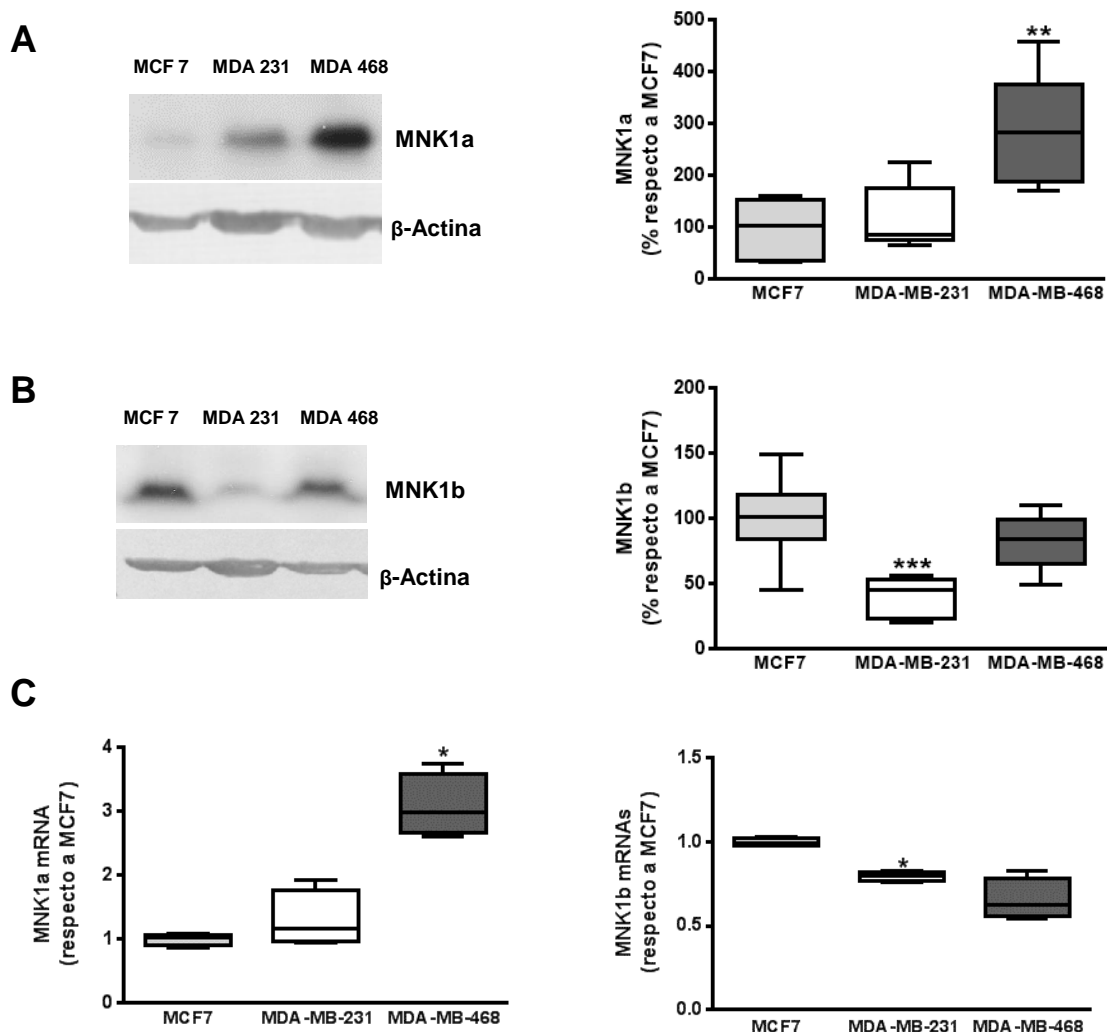 A
MCF 7 MDA 231 MDA 468
MNK1a
β-Actina
MNK1a
(% respecto a MCF7)
500
400
300
200
100
0
**
MCF7 MDA-MB-231 MDA-MB-468
B
MCF 7 MDA 231 MDA 468
MNK1b
β-Actina
MNK1b
(% respecto a MCF7)
200
150
100
50
0
***
MCF7 MDA-MB-231 MDA-MB-468
C
MNK1a mRNA
(respecto a MCF7)
4
3
2
1
0
*
MCF7 MDA-MB-231 MDA-MB-468
MNK1b mRNAs
(respecto a MCF7)
1.5
1.0
0.5
0.0
*
MCF7 MDA-MB-231 MDA-MB-468